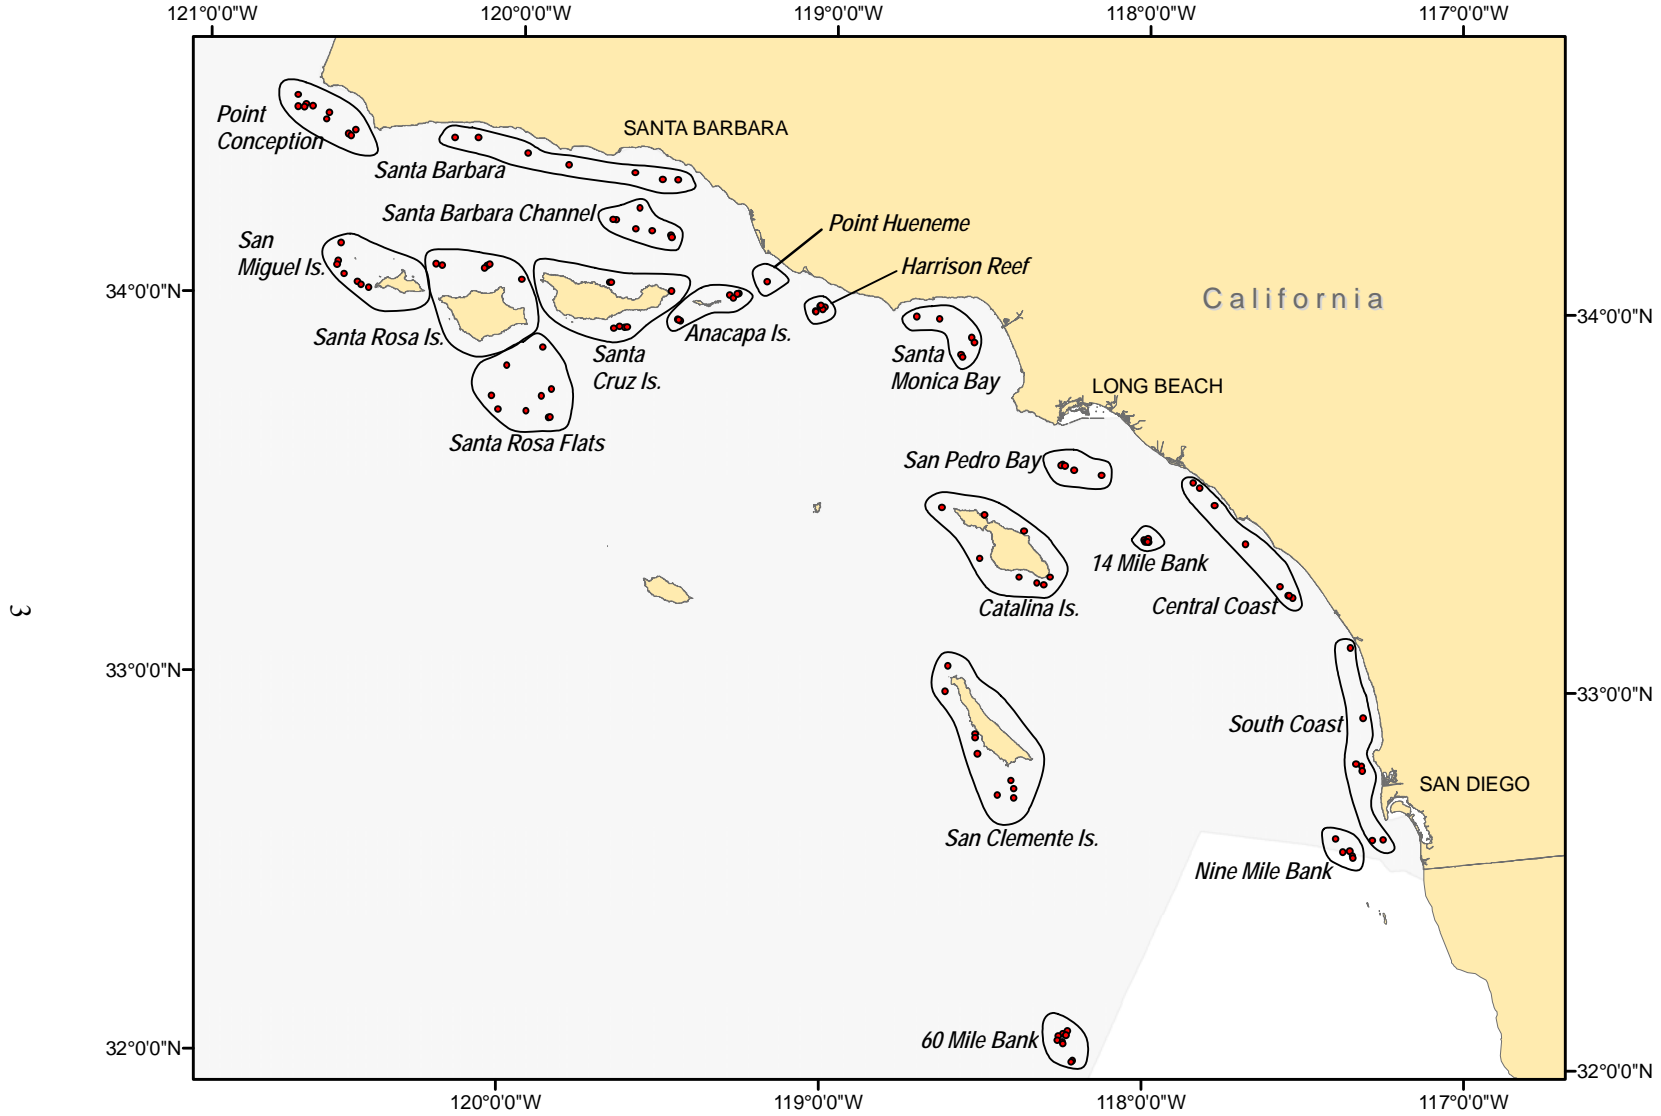 121°0'0"W 120°0'0"W 119°0'0"W 118°0'0"W 117°0'0"W
Point
Conception
SANTA BARBARA
Santa Barbara
Santa Barbara Channel
Point Hueneme
San
Miguel Is.
Harrison Reef
34°0'0"N
California
34°0'0"N
Santa Rosa Is.
Anacapa Is.
Santa
Cruz Is.
Santa
Monica Bay
LONG BEACH
Santa Rosa Flats
San Pedro Bay
14 Mile Bank
Catalina Is.
Central Coast
3
33°0'0"N
33°0'0"N
South Coast
SAN DIEGO
San Clemente Is.
Nine Mile Bank
60 Mile Bank
32°0'0"N
32°0'0"N
120°0'0"W 119°0'0"W 118°0'0"W 117°0'0"W